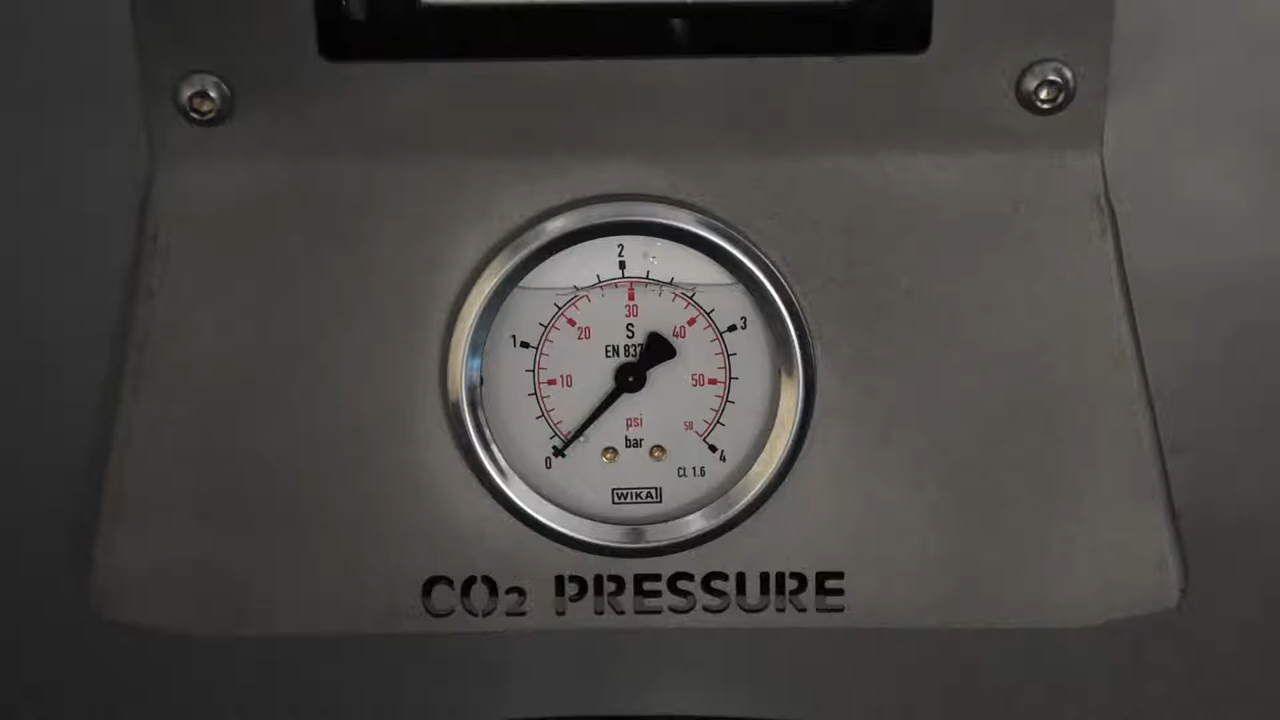 2
1
3
30
20
40
S
EN 837
10
50
psi
58
bar
0
4
CL 1.6
WIKA
CO₂ PRESSURE